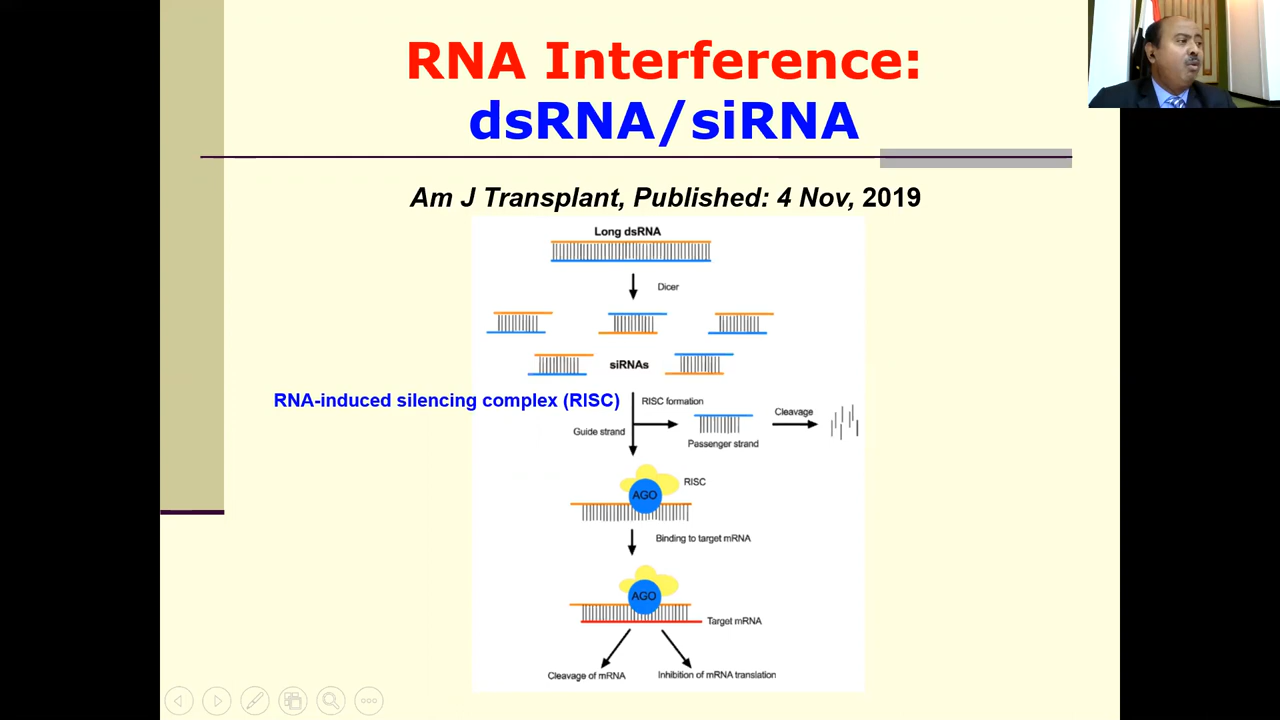 RNA Interference:
dsRNA/siRNA
Am J Transplant, Published: 4 Nov, 2019
Long dsRNA
Dicer
siRNAs
RNA-induced silencing complex (RISC)
RISC formation
Cleavage
Guide strand
Passenger strand
RISC
AGO
Binding to target mRNA
AGO
Target mRNA
Cleavage of mRNA
Inhibition of mRNA translation